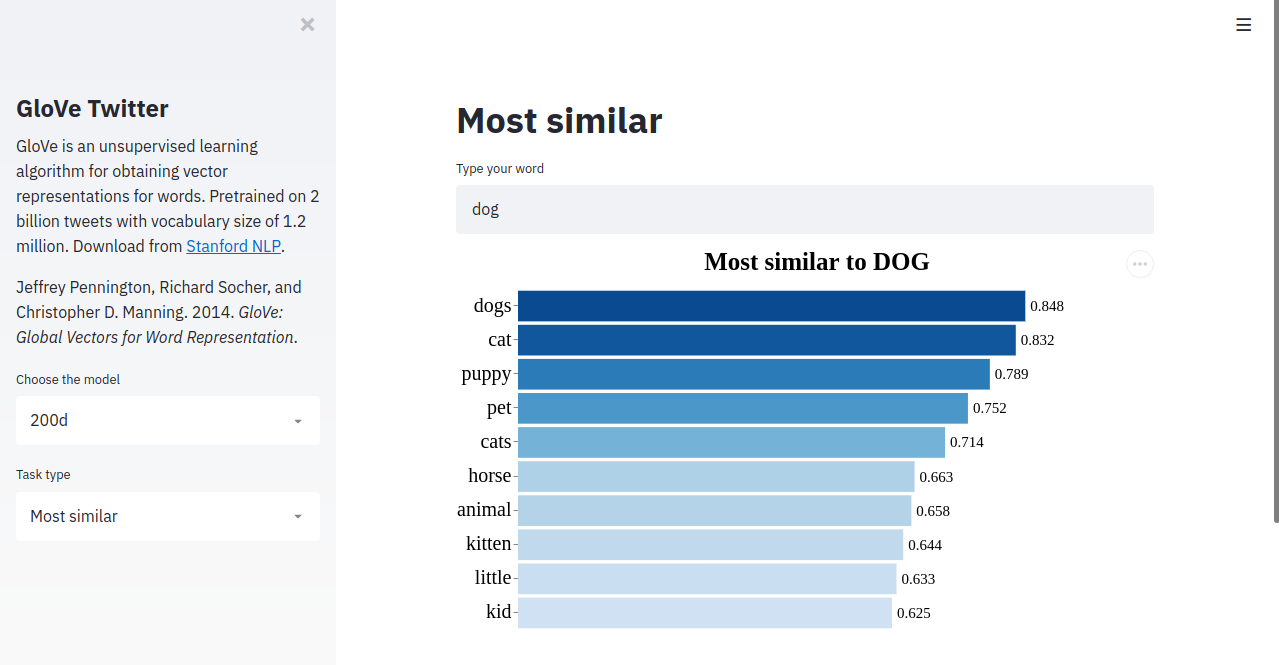 GloVe Twitter
GloVe is an unsupervised learning
algorithm for obtaining vector
representations for words. Pretrained on 2
billion tweets with vocabulary size of 1.2
million. Download from Stanford NLP.
Jeffrey Pennington, Richard Socher, and
Christopher D. Manning. 2014. GloVe:
Global Vectors for Word Representation.
Choose the model
200d
Task type
Most similar
Most similar
Type your word
dog
Most similar to DOG
dogs 0.848
cat 0.832
puppy 0.789
pet 0.752
cats 0.714
horse 0.663
animal 0.658
kitten 0.644
little 0.633
kid 0.625